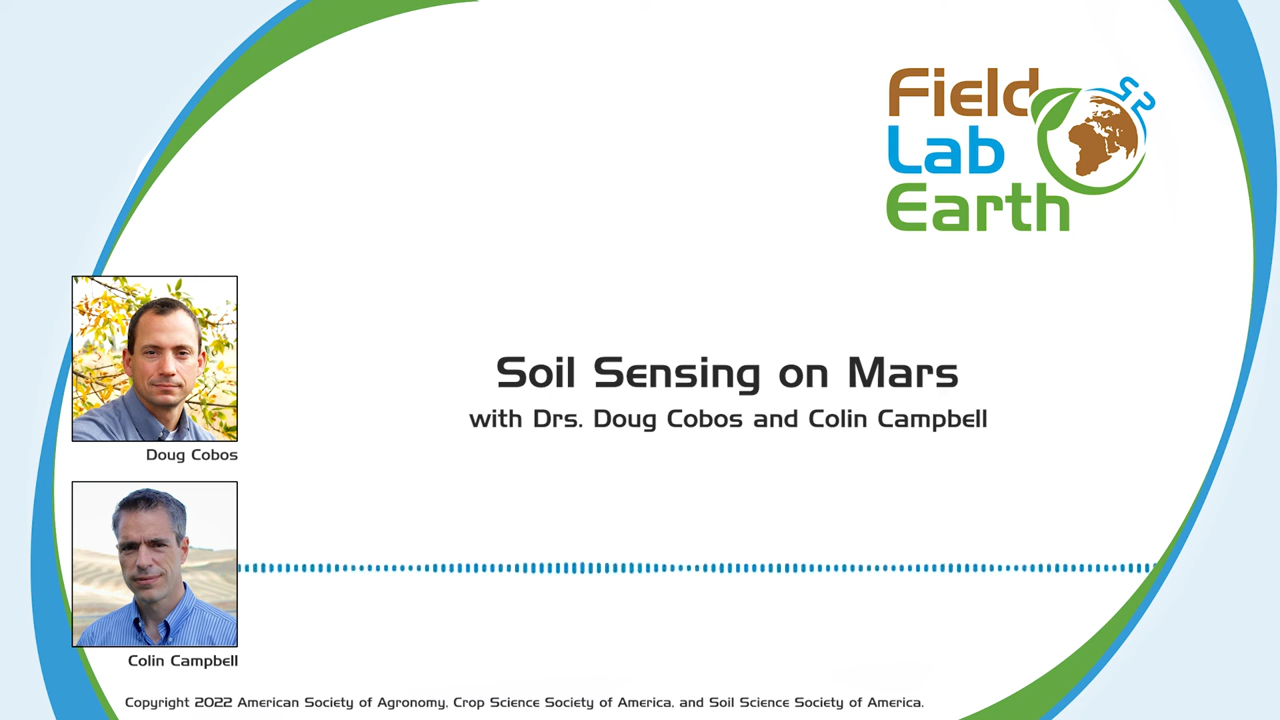 Field
Lab
Earth
Soil Sensing on Mars
with Drs. Doug Cobos and Colin Campbell
Doug Cobos
Colin Campbell
Copyright 2022 American Society of Agronomy, Crop Science Society of America, and Soil Science Society of America.